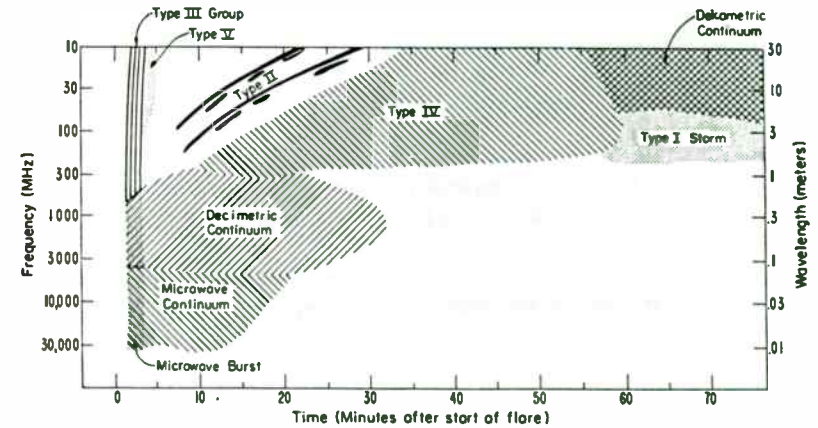 Type III Group
Type V
Dekametric
Continuum
10
30
100
300
1000
3000
10,000
30,000
Frequency (MHz)
Type II
Type IV
Type I Storm
Decimetric
Continuum
Microwave
Continuum
Microwave Burst
30
10
3
1
.3
.1
.03
.01
Wavelength (meters)
0
10
20
30
40
50
60
70
Time (Minutes after start of flare)